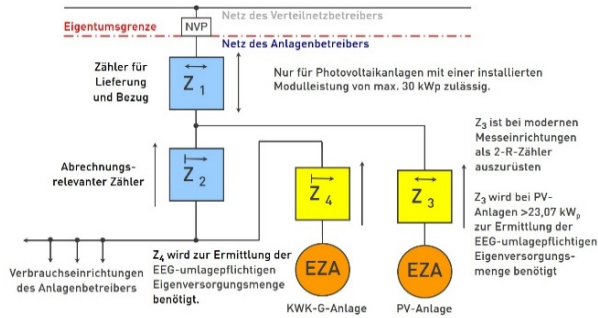 Netz des Verteilnetzbetreibers
Eigentumsgrenze
NVP
Netz des Anlagenbetreibers
Zähler für
Lieferung
und Bezug
Z1
Nur für Photovoltaikanlagen mit einer installierten
Modulleistung von max. 30 kWp zulässig.
Z3 ist bei modernen
Messeinrichtungen
als 2-R-Zähler
auszurüsten
Abrechnungs-
relevanter Zähler
Z2
Z4
Z3
Z3 wird bei PV-
Anlagen >23,07 kWp
zur Ermittlung der
EEG-umlagepflichtigen
Eigenversorgungs-
menge benötigt
Verbrauchseinrichtungen
des Anlagenbetreibers
Z4 wird zur Ermittlung der
EEG-umlagepflichtigen
Eigenversorgungsmenge
benötigt.
EZA
EZA
KWK-G-Anlage
PV-Anlage